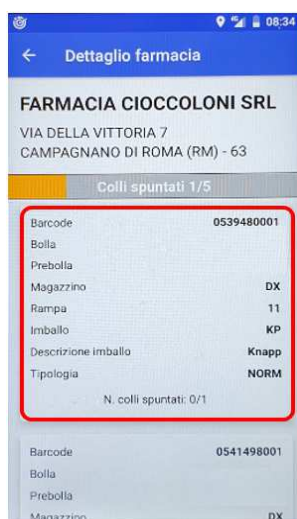 08:34
Dettaglio farmacia
FARMACIA CIOCCOLONI SRL
VIA DELLA VITTORIA 7
CAMPAGNANO DI ROMA (RM) - 63
Colli spuntati 1/5
Barcode 0539480001
Bolla
Prebolla
Magazzino DX
Rampa 11
Imballo KP
Descrizione imballo Knapp
Tipologia NORM
N. colli spuntati: 0/1
Barcode 0541498001
Bolla
Prebolla
Magazzino DX